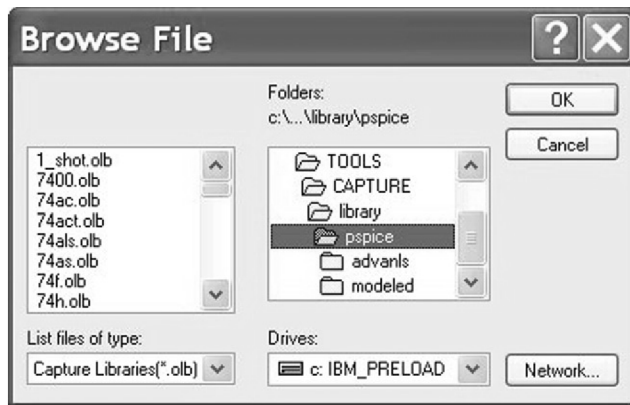 Browse File
?
Folders:
c:\...\library\pspice
OK
Cancel
1_shot.olb
7400.olb
74ac.olb
74act.olb
74als.olb
74as.olb
74f.olb
74h.olb
TOOLS
CAPTURE
library
pspice
advanls
modeled
List files of type:
Capture Libraries(*.olb)
Drives:
c: IBM_PRELOAD
Network...